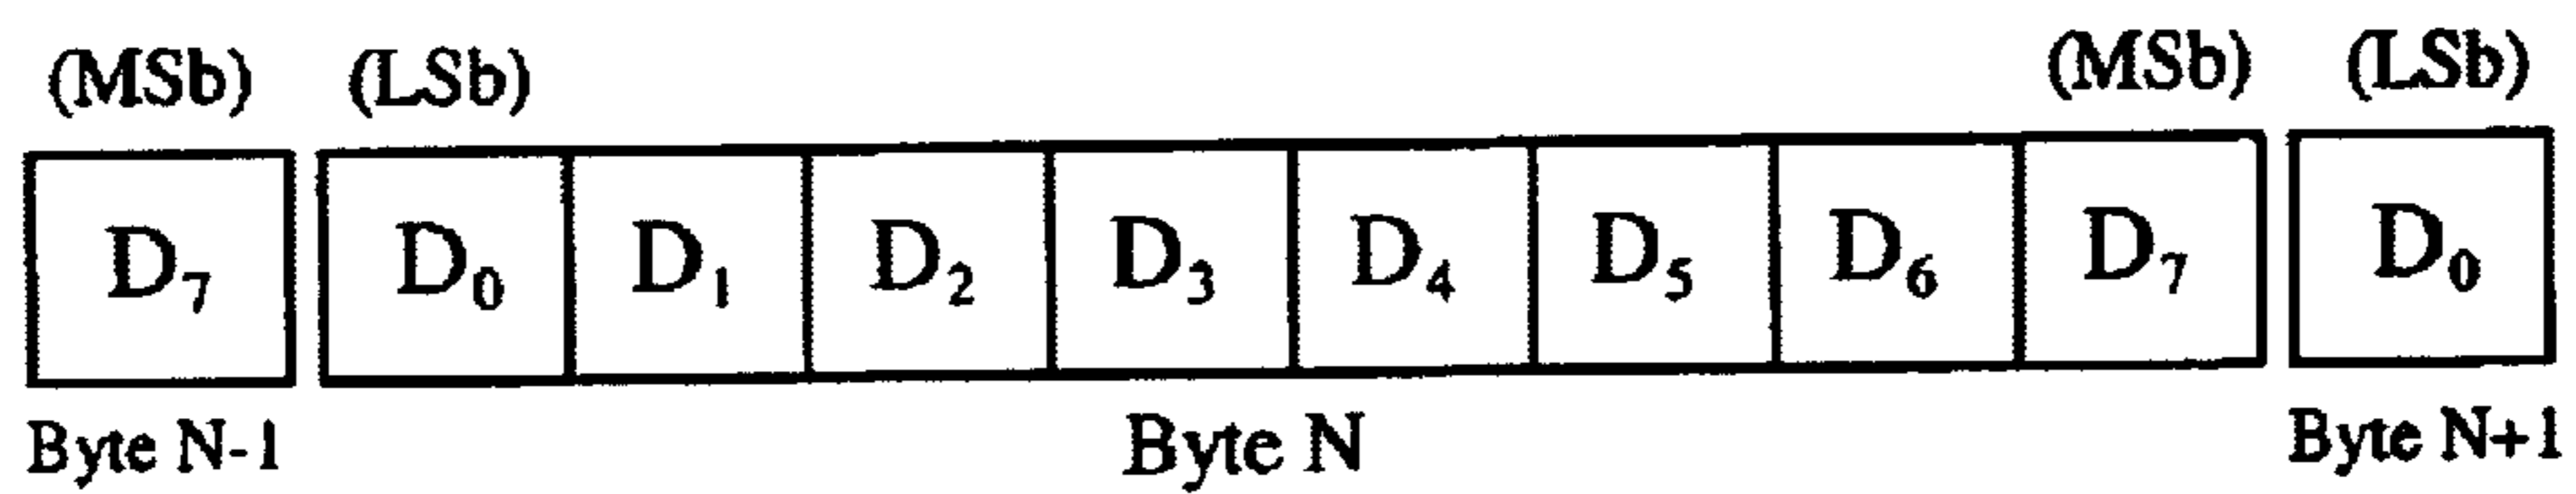 (MSb) (LSb) (MSb) (LSb)
D₇ D₀ D₁ D₂ D₃ D₄ D₅ D₆ D₇ D₀
Byte N-1 Byte N Byte N+1